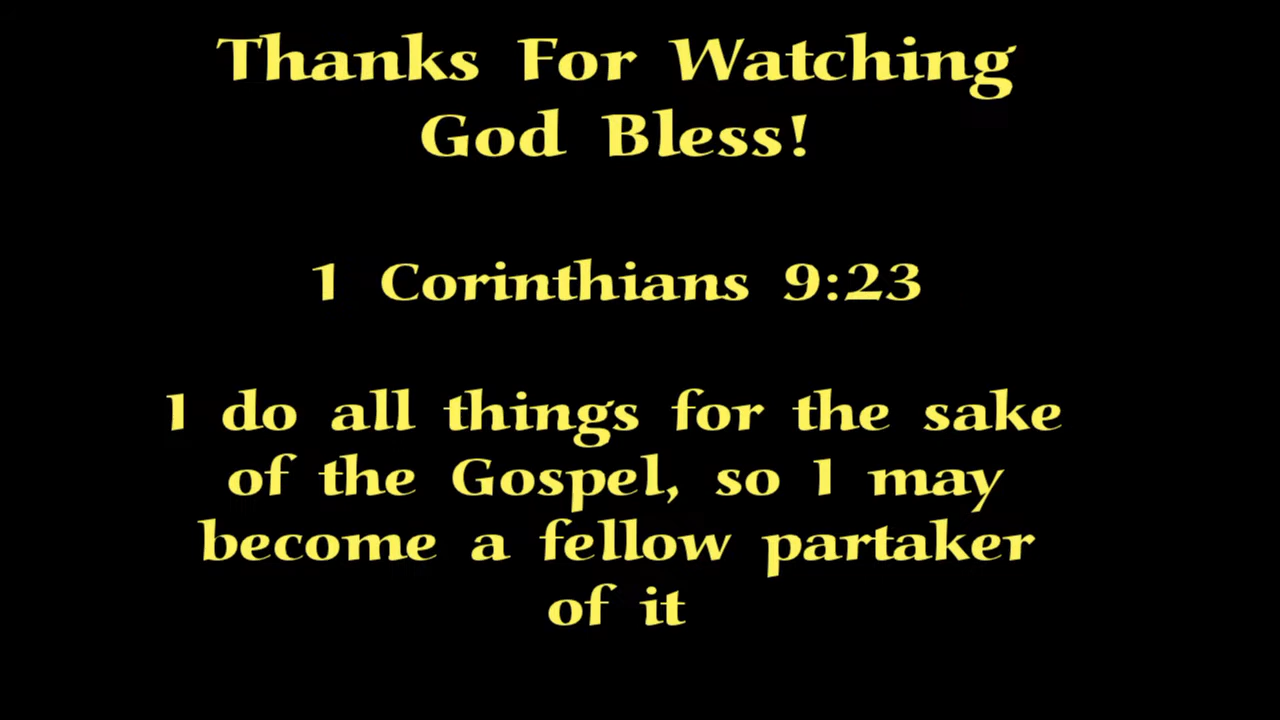 Thanks For Watching
God Bless!
1 Corinthians 9:23
I do all things for the sake
of the Gospel, so I may
become a fellow partaker
of it